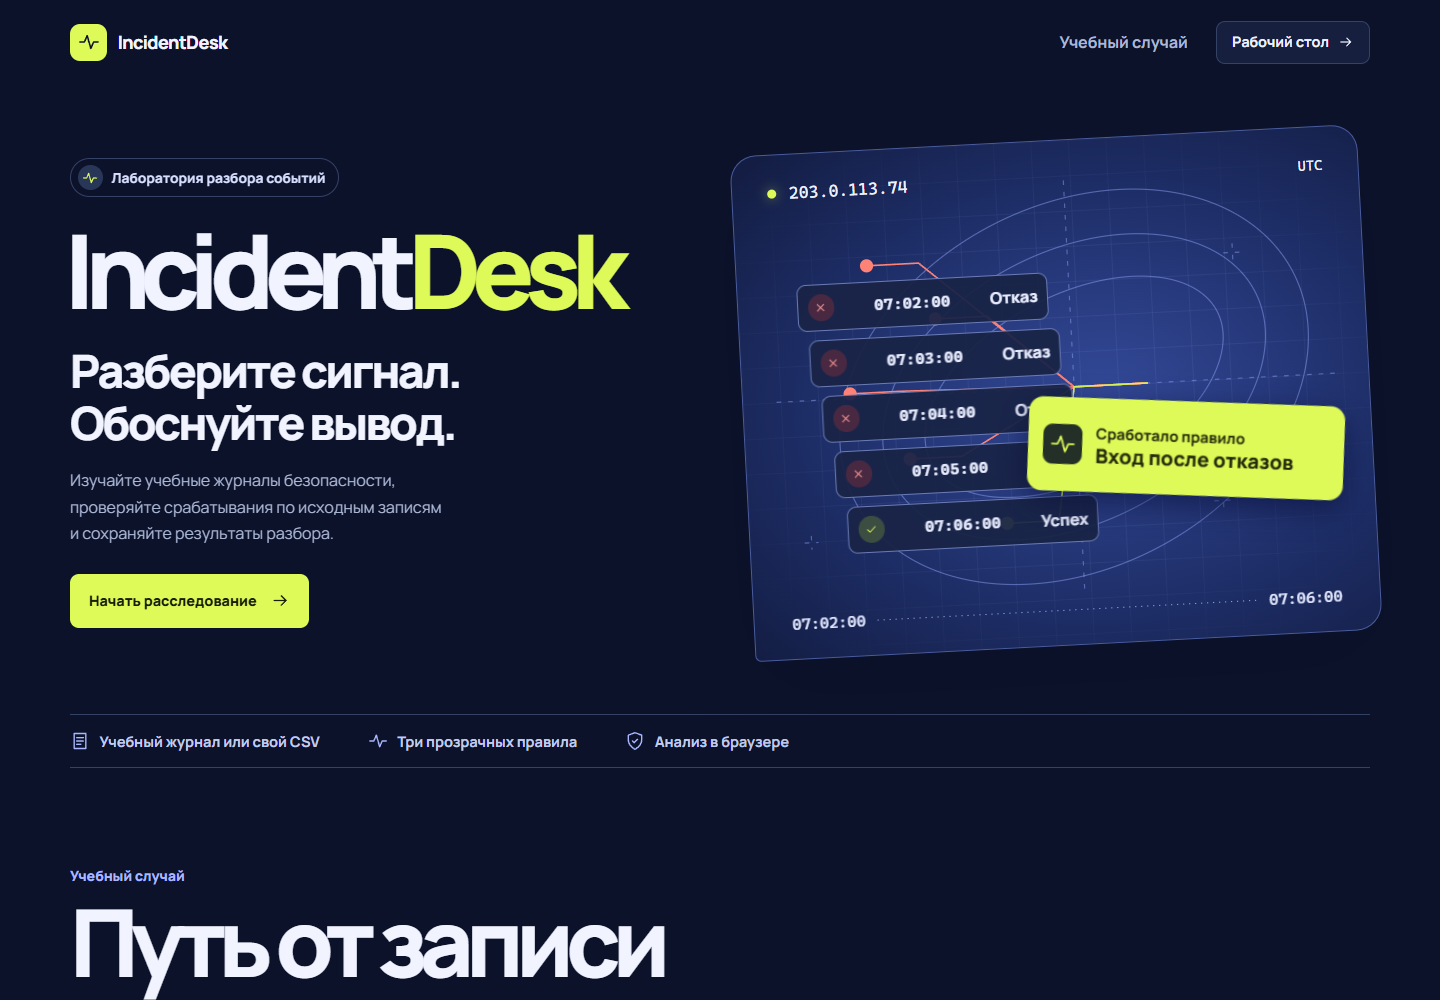 IncidentDesk
Учебный случай
Рабочий стол
Лаборатория разбора событий
IncidentDesk
Разберите сигнал.
Обоснуйте вывод.
Изучайте учебные журналы безопасности,
проверяйте срабатывания по исходным записям
и сохраняйте результаты разбора.
Начать расследование
203.0.113.74
UTC
07:02:00 Отказ
07:03:00 Отказ
07:04:00
07:05:00
07:06:00 Успех
Сработало правило
Вход после отказов
07:02:00
07:06:00
Учебный журнал или свой CSV
Три прозрачных правила
Анализ в браузере
Учебный случай
Путь от записи